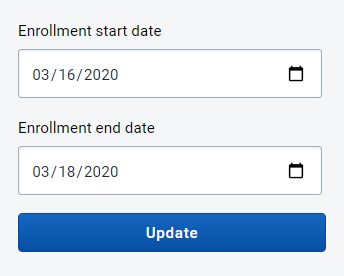 Enrollment start date
03/16/2020
Enrollment end date
03/18/2020
Update